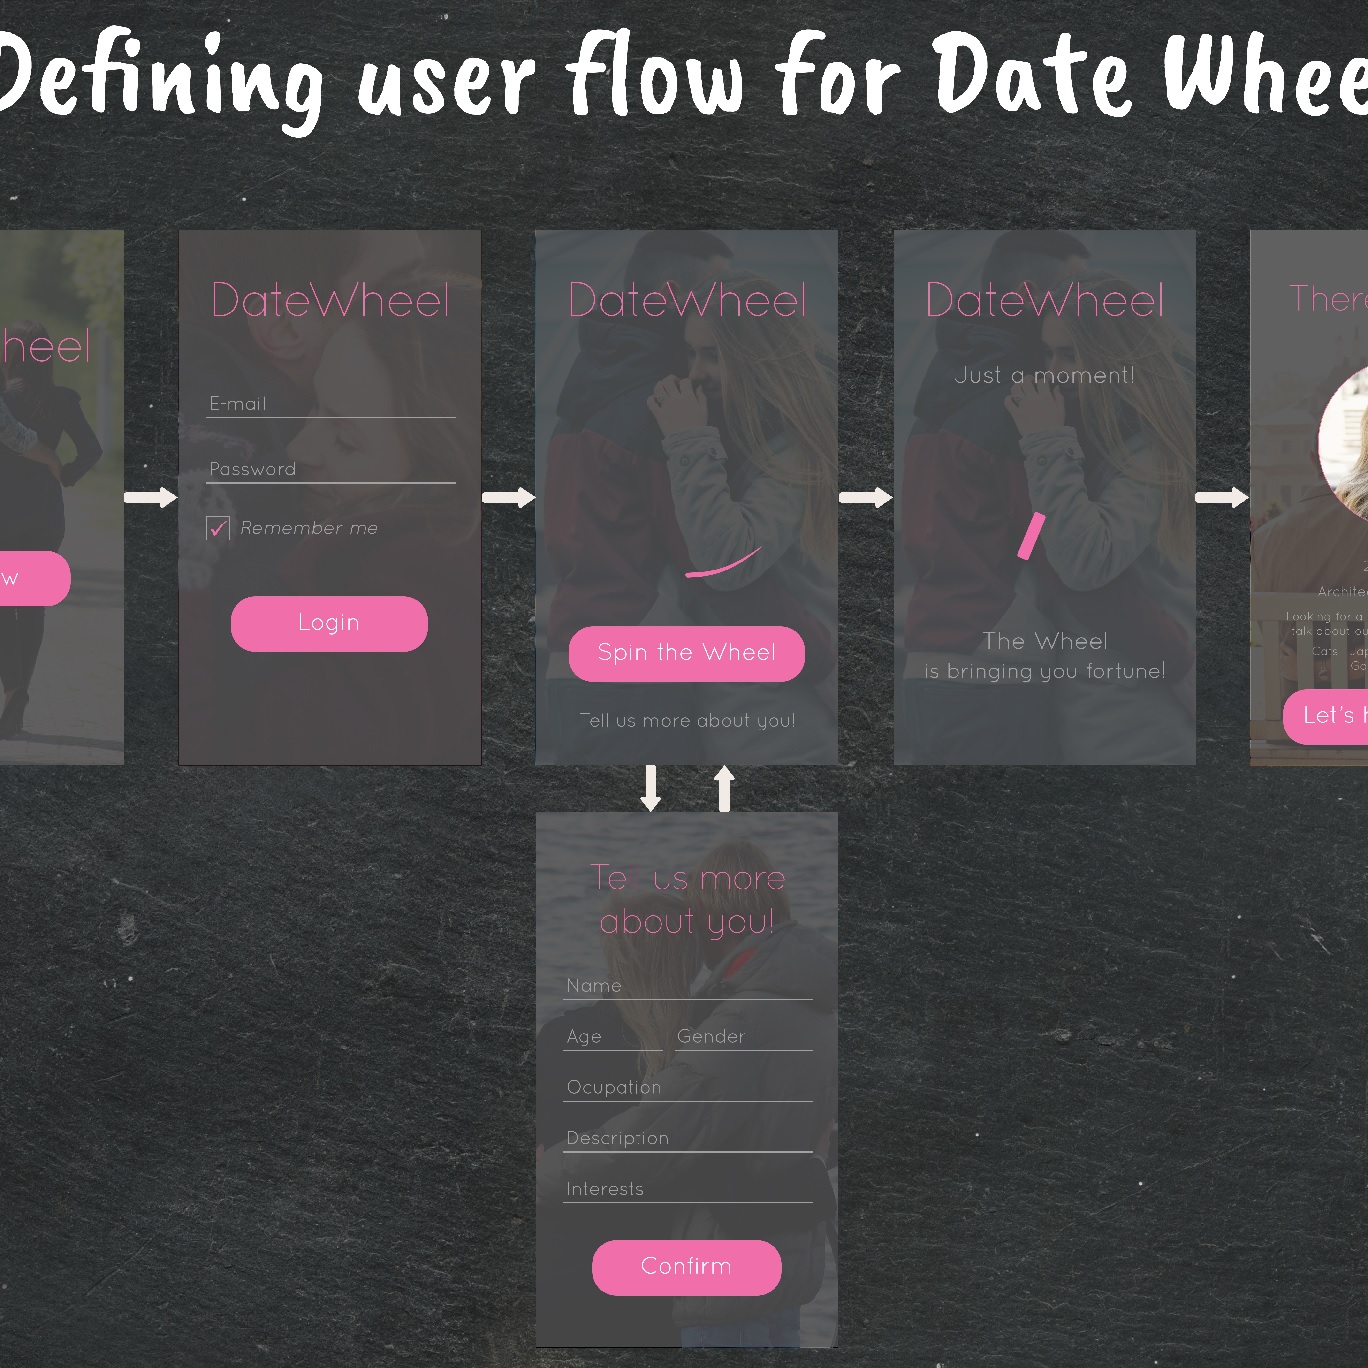 Defining user flow for Date Whee
heel
w
DateWheel
E-mail
Password
Remember me
Login
DateWheel
Spin the Wheel
Tell us more about you!
DateWheel
Just a moment!
The Wheel
is bringing you fortune!
There
Archite
Looking for a
talk about ou
Cats Jap
Go
Let's h
Tell us more
about you!
Name
Age Gender
Ocupation
Description
Interests
Confirm